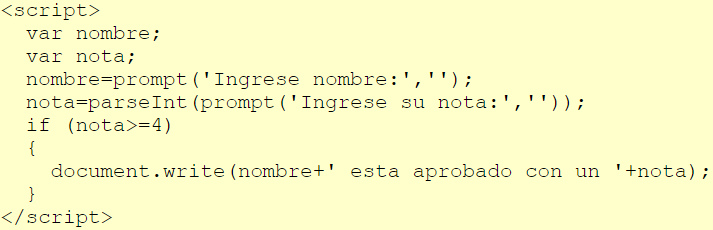 <script>
  var nombre;
  var nota;
  nombre=prompt('Ingrese nombre:','');
  nota=parseInt(prompt('Ingrese su nota:',''));
  if (nota>=4)
  {
    document.write(nombre+' esta aprobado con un '+nota);
  }
</script>